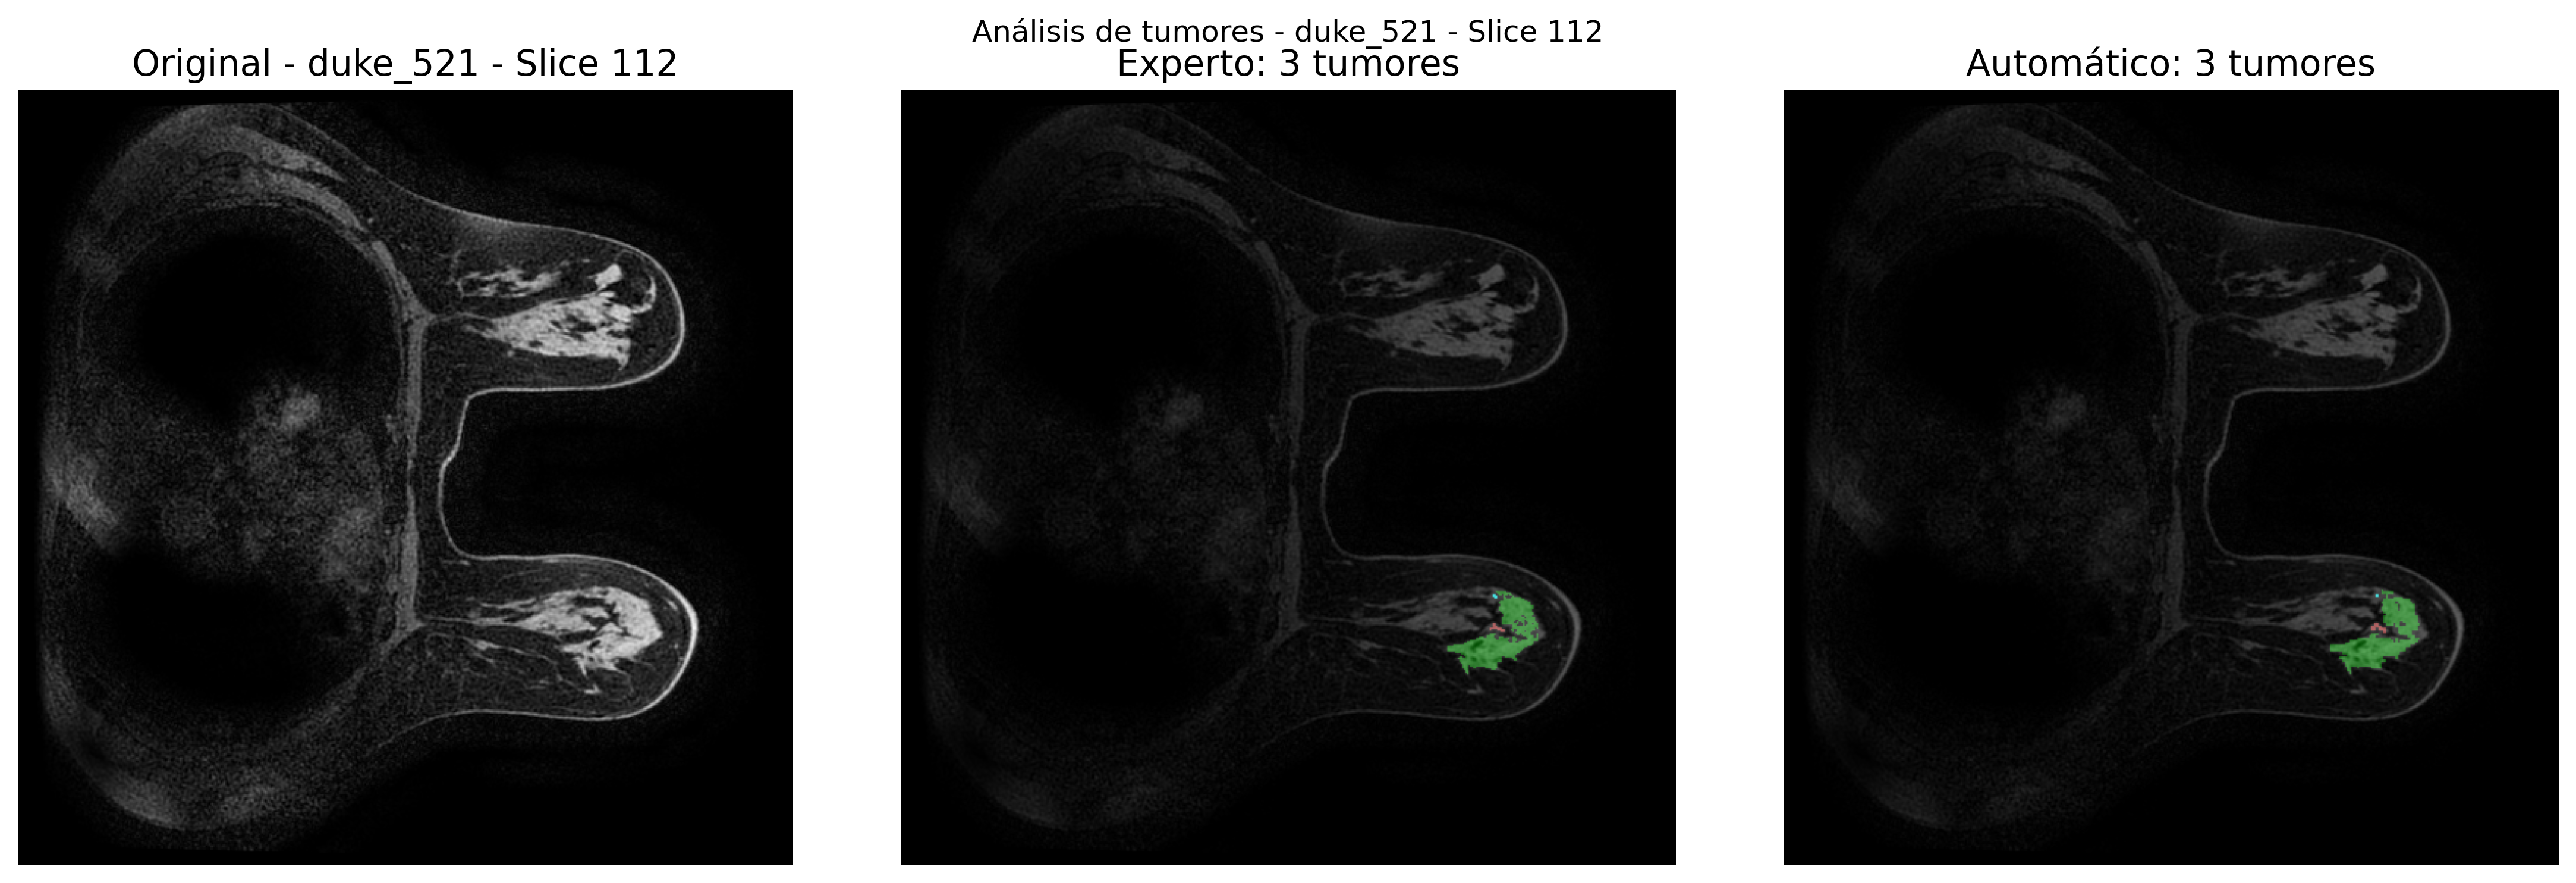 Análisis de tumores - duke_521 - Slice 112
Original - duke_521 - Slice 112
Experto: 3 tumores
Automático: 3 tumores